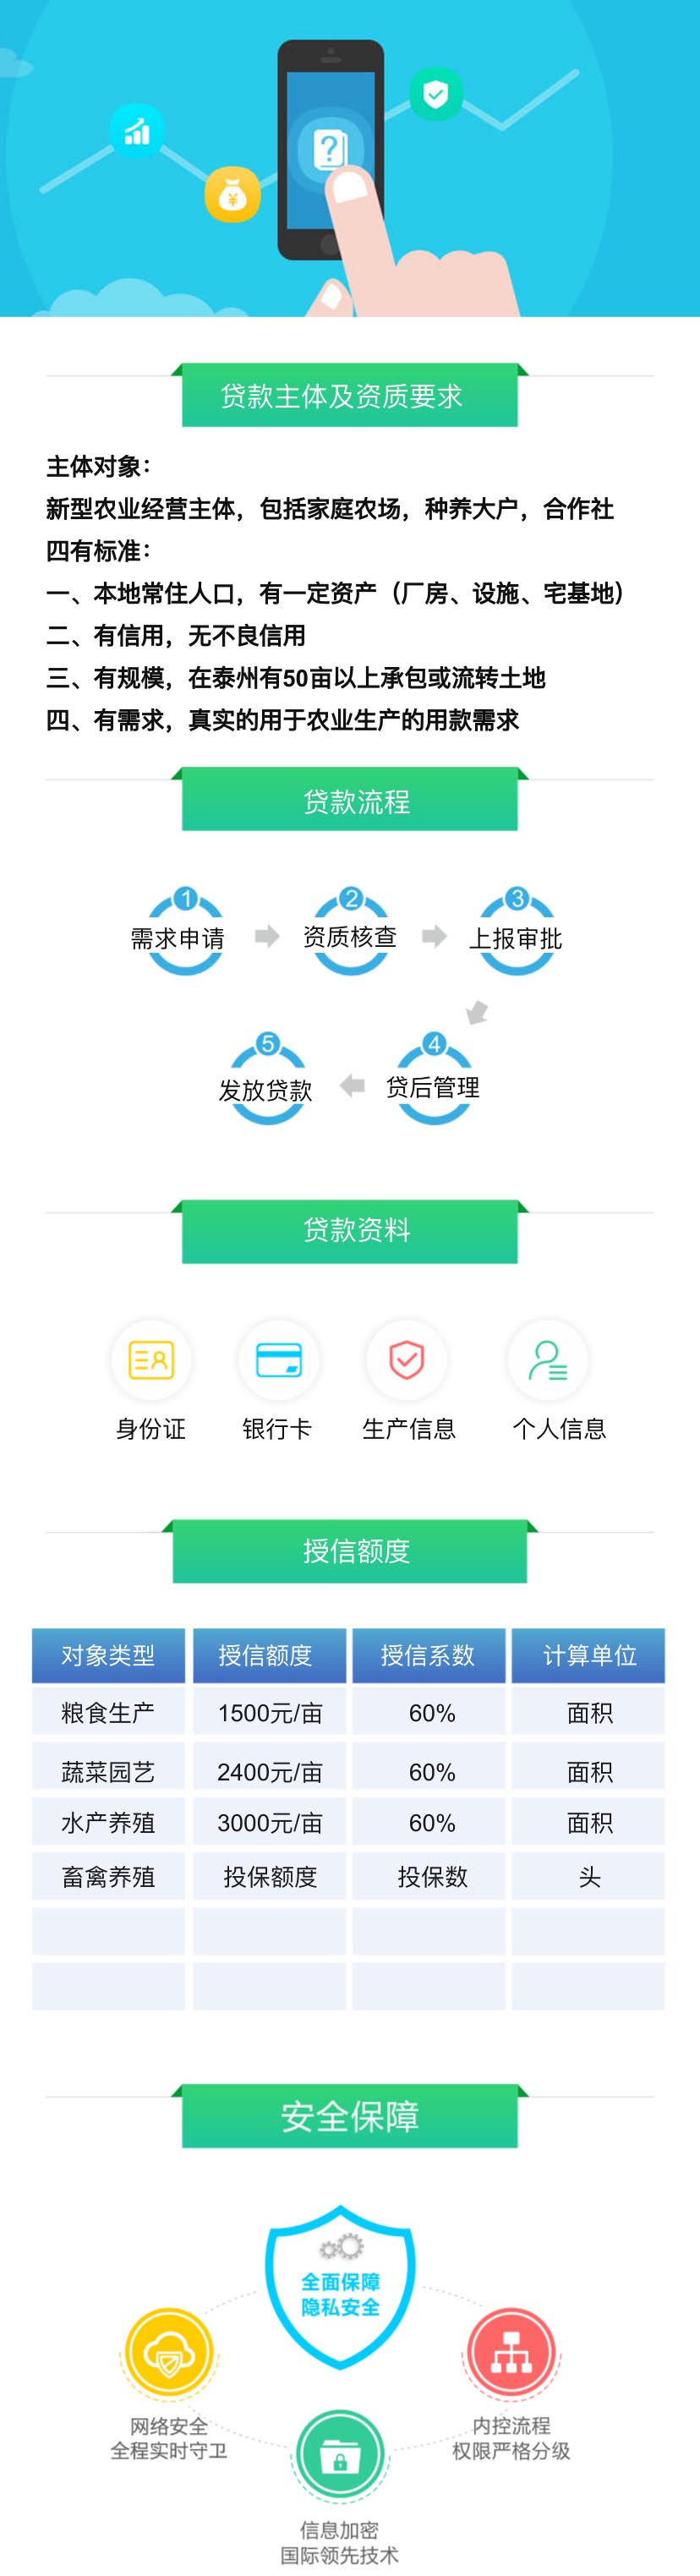 贷款主体及资质要求
主体对象：
新型农业经营主体，包括家庭农场，种养大户，合作社
四有标准：
一、本地常住人口，有一定资产（厂房、设施、宅基地）
二、有信用，无不良信用
三、有规模，在泰州有50亩以上承包或流转土地
四、有需求，真实的用于农业生产的用款需求
贷款流程
1 2 3
需求申请 资质核查 上报审批
5 4
发放贷款 贷后管理
贷款资料
身份证 银行卡 生产信息 个人信息
授信额度
对象类型 授信额度 授信系数 计算单位
粮食生产 1500元/亩 60% 面积
蔬菜园艺 2400元/亩 60% 面积
水产养殖 3000元/亩 60% 面积
畜禽养殖 投保额度 投保数 头
安全保障
全面保障
隐私安全
网络安全
全程实时守卫
内控流程
权限严格分级
信息加密
国际领先技术